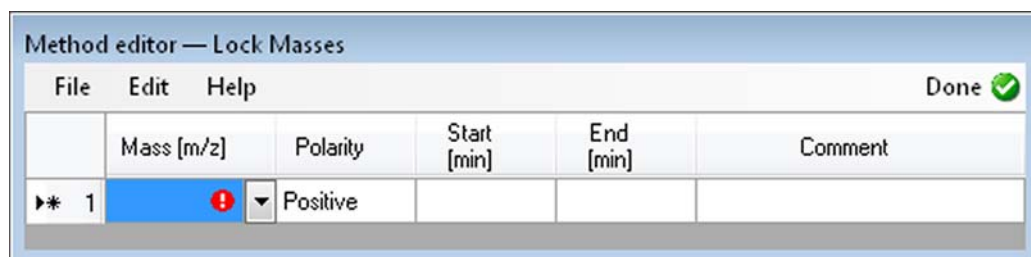 Method editor — Lock Masses
File Edit Help Done
Mass [m/z] Polarity Start [min] End [min] Comment
1 Positive